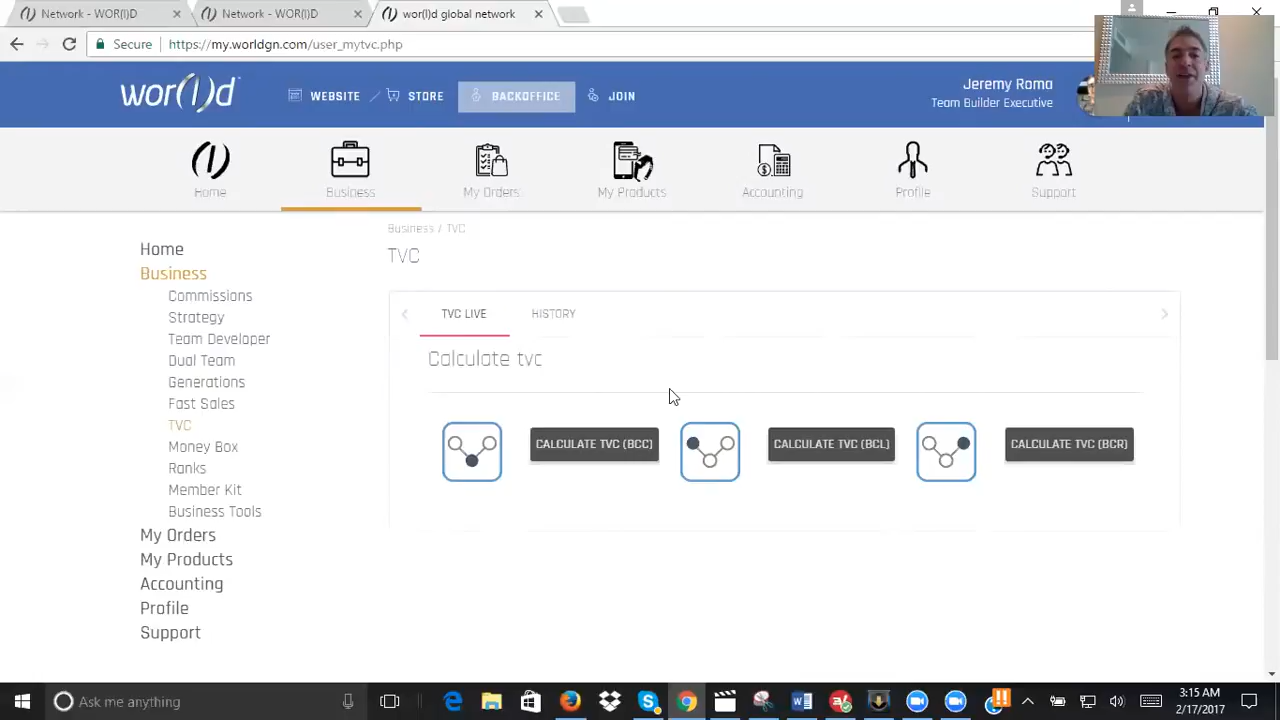 Network - WOR(I)D
Network - WOR(I)D
wor(l)d global network
Secure
https://my.worldgn.com/user_mytvc.php
wor(l)d
WEBSITE
STORE
BACKOFFICE
JOIN
Jeremy Roma
Team Builder Executive
Home
Business
My Orders
My Products
Accounting
Profile
Support
Business / TVC
TVC
Home
Business
Commissions
Strategy
Team Developer
Dual Team
Generations
Fast Sales
TVC
Money Box
Ranks
Member Kit
Business Tools
My Orders
My Products
Accounting
Profile
Support
TVC LIVE
HISTORY
Calculate tvc
CALCULATE TVC (BCC)
CALCULATE TVC (BCL)
CALCULATE TVC (BCR)
Ask me anything
3:15 AM
2/17/2017